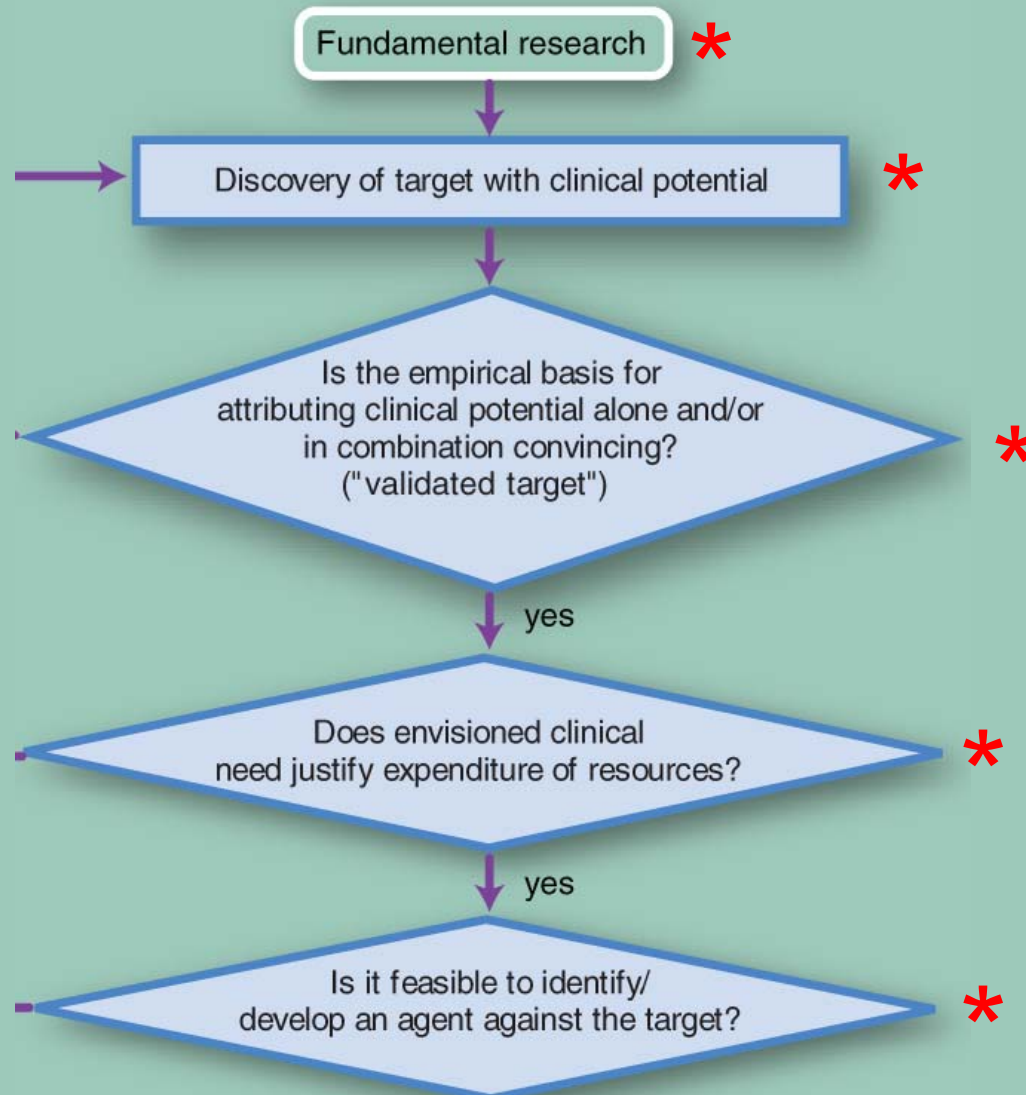 Fundamental research *
Discovery of target with clinical potential *
Is the empirical basis for
attributing clinical potential alone and/or
in combination convincing? *
("validated target")
yes
Does envisioned clinical *
need justify expenditure of resources?
yes
Is it feasible to identify/ *
develop an agent against the target?